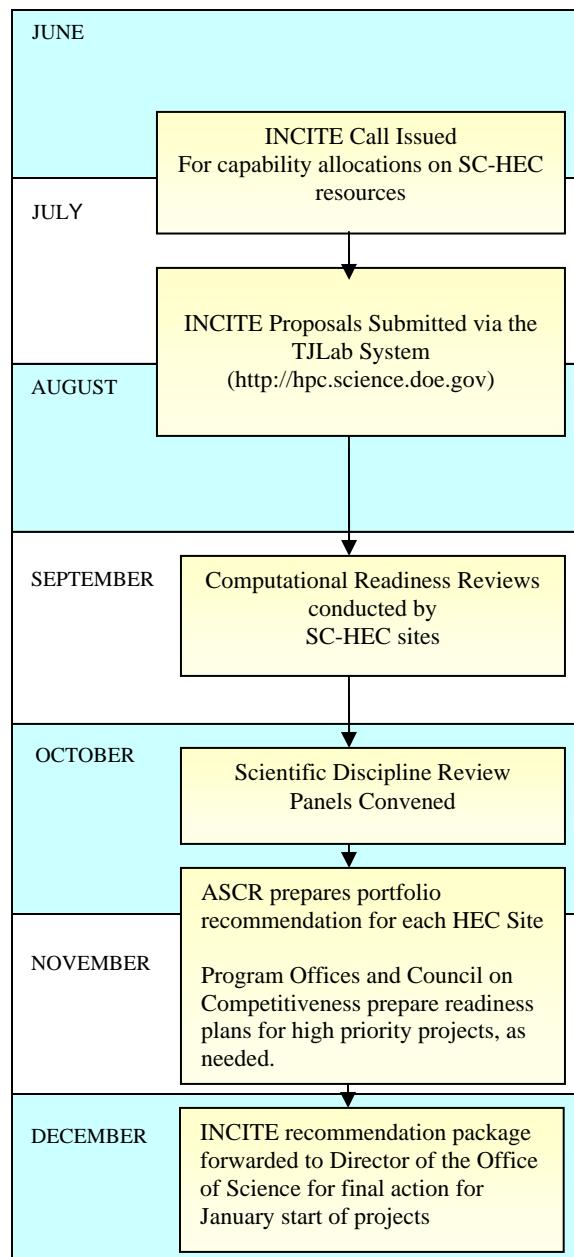 JUNE
INCITE Call Issued
For capability allocations on SC-HEC
resources
JULY
INCITE Proposals Submitted via the
TJLab System
(http://hpc.science.doe.gov)
AUGUST
SEPTEMBER
Computational Readiness Reviews
conducted by
SC-HEC sites
OCTOBER
Scientific Discipline Review
Panels Convened
ASCR prepares portfolio
recommendation for each HEC Site
NOVEMBER
Program Offices and Council on
Competitiveness prepare readiness
plans for high priority projects, as
needed.
DECEMBER
INCITE recommendation package
forwarded to Director of the Office
of Science for final action for
January start of projects